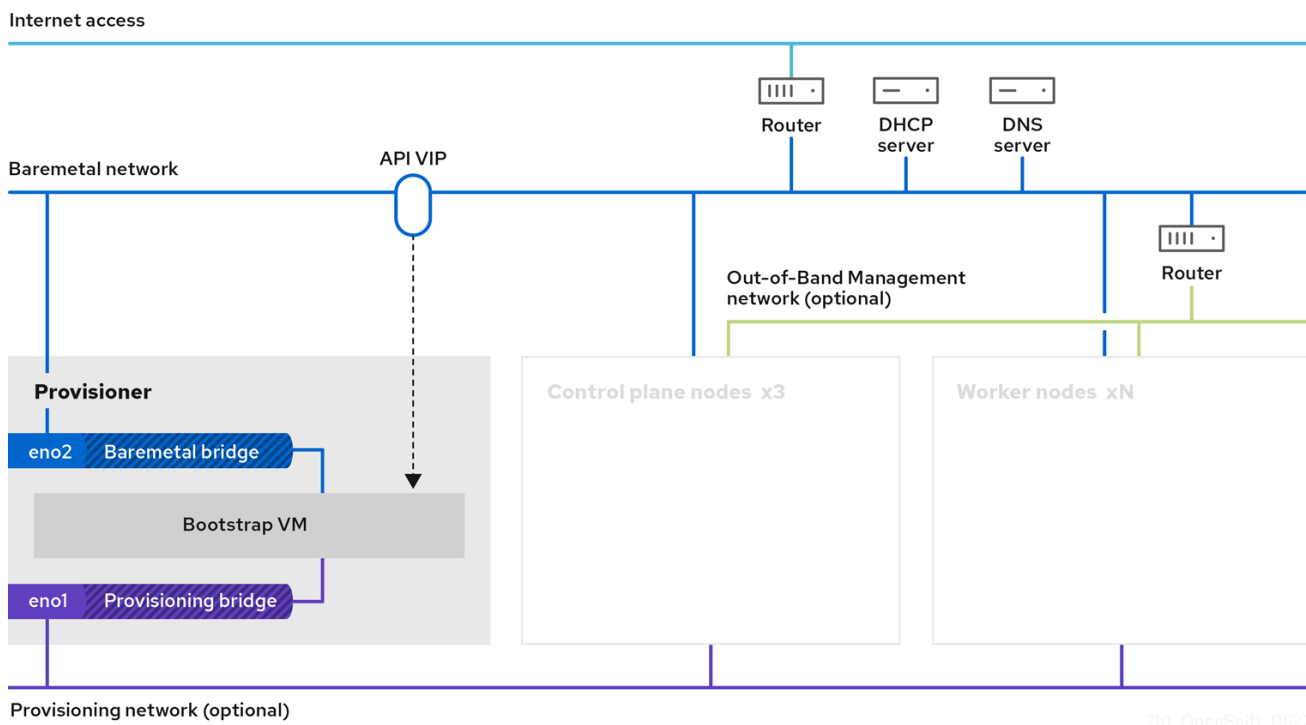 Internet access
Router
DHCP
server
DNS
server
Baremetal network
API VIP
Router
Out-of-Band Management
network (optional)
Provisioner
Control plane nodes x3
Worker nodes xN
eno2
Baremetal bridge
Bootstrap VM
eno1
Provisioning bridge
Provisioning network (optional)
210_OpenShift_082